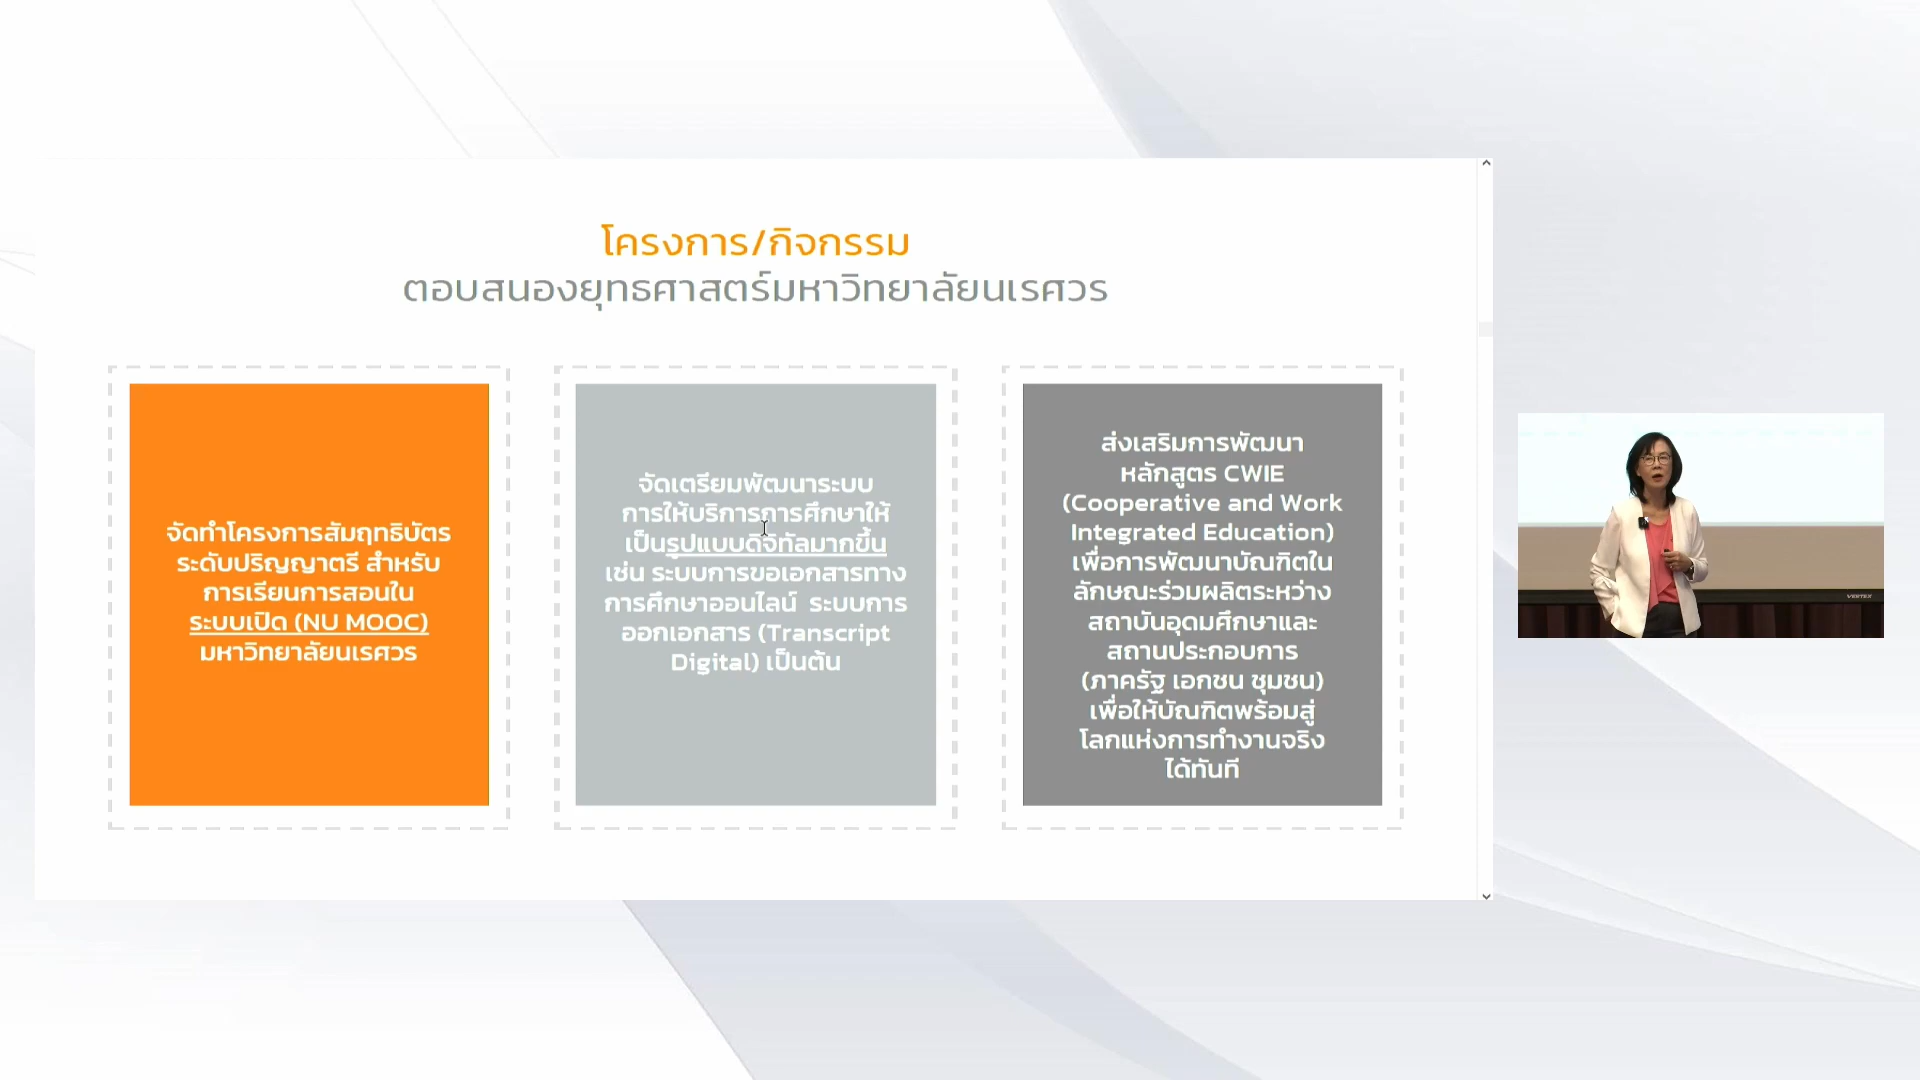 โครงการ/กิจกรรม
ตอบสนองยุทธศาสตร์มหาวิทยาลัยนเรศวร
จัดทำโครงการสัมฤทธิบัตร
ระดับปริญญาตรี สำหรับ
การเรียนการสอนใน
ระบบเปิด (NU MOOC)
มหาวิทยาลัยนเรศวร
จัดเตรียมพัฒนาระบบ
การให้บริการการศึกษาให้
เป็นรูปแบบดิจิทัลมากขึ้น
เช่น ระบบการขอเอกสารทาง
การศึกษาออนไลน์ ระบบการ
ออกเอกสาร (Transcript
Digital) เป็นต้น
ส่งเสริมการพัฒนา
หลักสูตร CWIE
(Cooperative and Work
Integrated Education)
เพื่อการพัฒนาบัณฑิตใน
ลักษณะร่วมผลิตระหว่าง
สถาบันอุดมศึกษาและ
สถานประกอบการ
(ภาครัฐ เอกชน ชุมชน)
เพื่อให้บัณฑิตพร้อมสู่
โลกแห่งการทำงานจริง
ได้ทันที
VERTEX